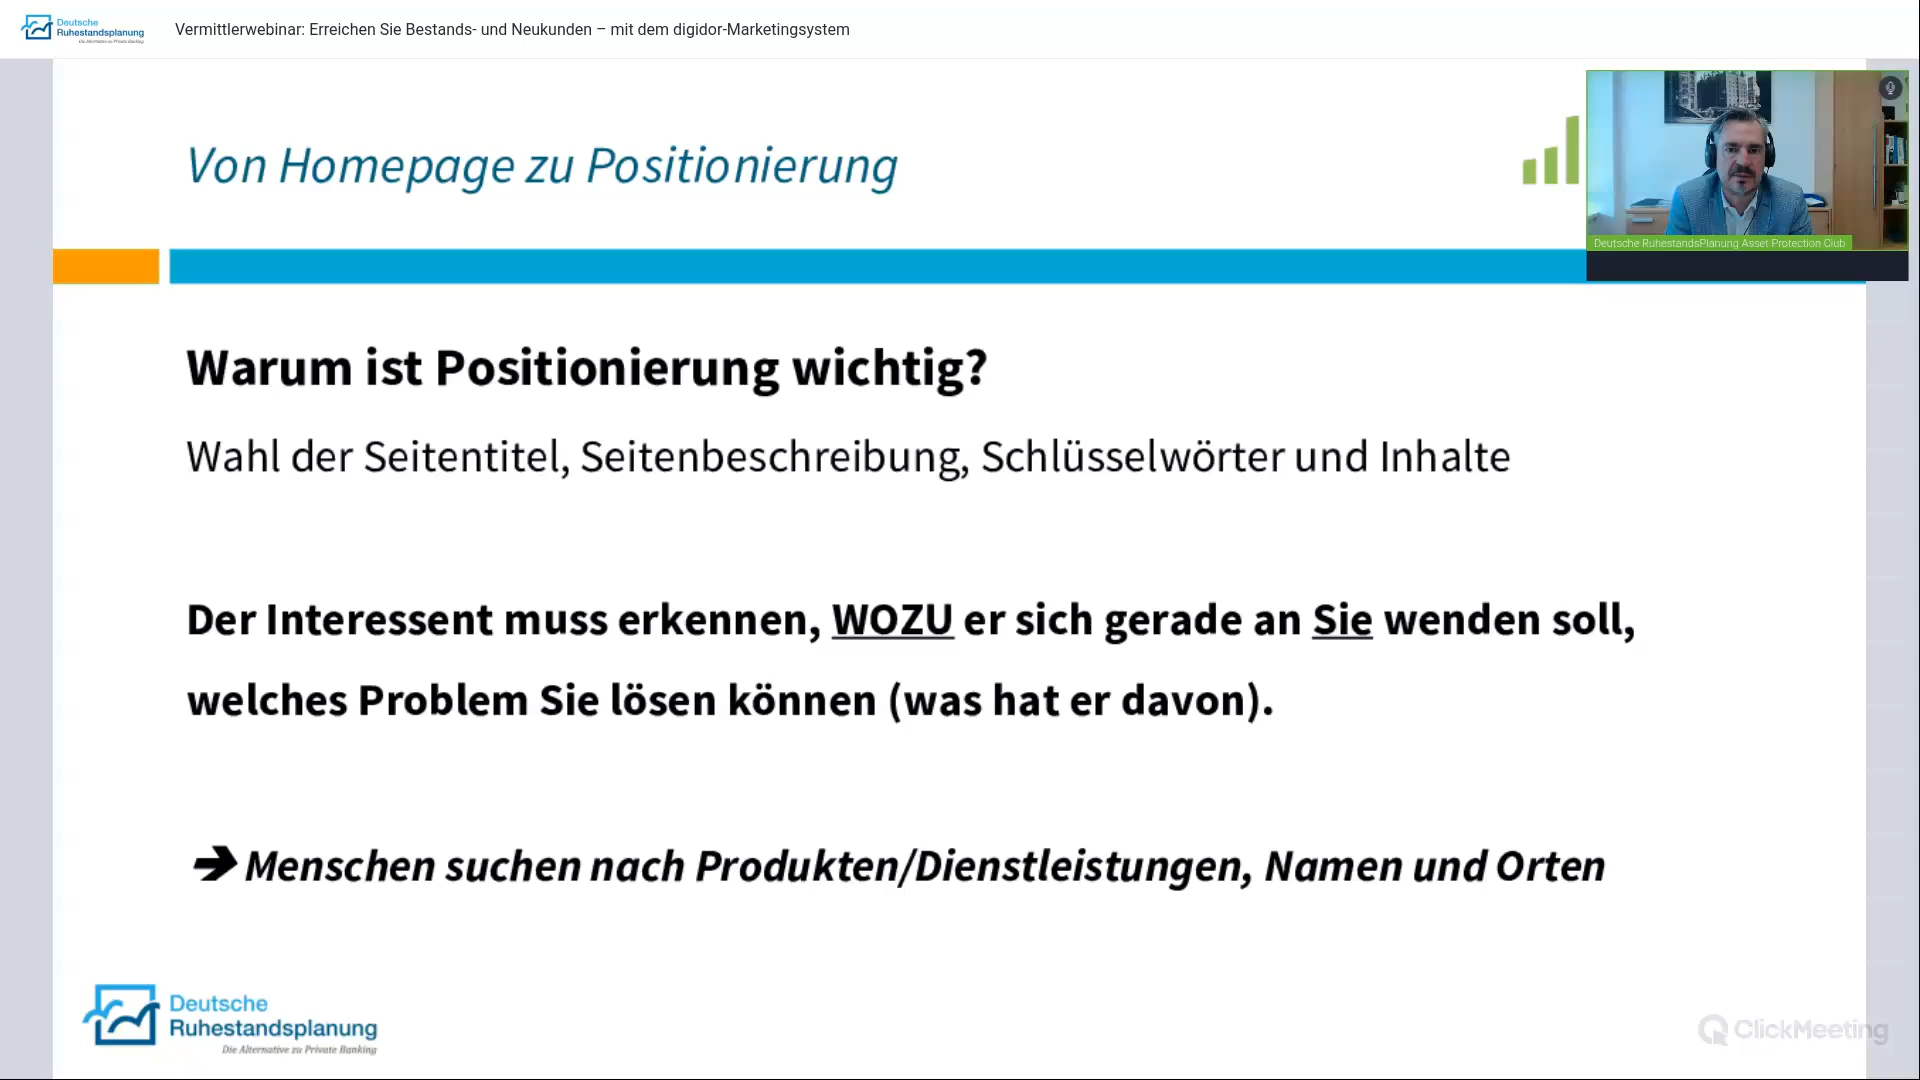 Deutsche
Ruhestandsplanung
Die Alternative zu Private Banking
Vermittlerwebinar: Erreichen Sie Bestands- und Neukunden – mit dem digidor-Marketingsystem
Von Homepage zu Positionierung
Deutsche RuhestandsPlanung Asset Protection Club
Warum ist Positionierung wichtig?
Wahl der Seitentitel, Seitenbeschreibung, Schlüsselwörter und Inhalte
Der Interessent muss erkennen, WOZU er sich gerade an Sie wenden soll,
welches Problem Sie lösen können (was hat er davon).
➔ Menschen suchen nach Produkten/Dienstleistungen, Namen und Orten
Deutsche
Ruhestandsplanung
Die Alternative zu Private Banking
ClickMeeting